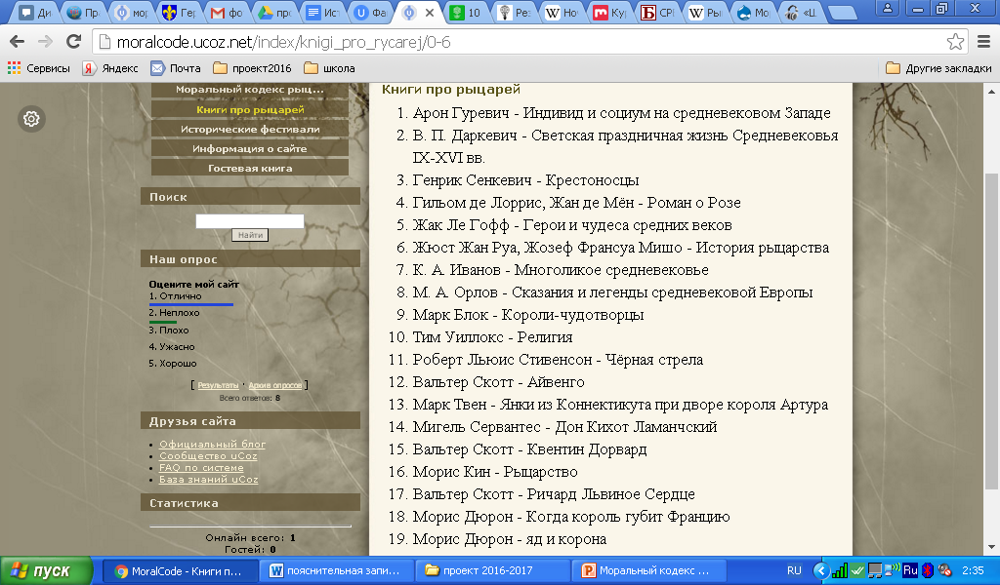 Ди
Пр
мор
Гер
фо
про
Ист
Фа
10
Рез
Но
Кур
СРІ
Ры
Мо
«Ц
moralcode.ucoz.net/index/knigi_pro_rycarej/0-6
Сервисы
Яндекс
Почта
проект2016
школа
Другие закладки
Моральный кодекс рыц...
Книги про рыцарей
Исторические фестивали
Информация о сайте
Гостевая книга
Поиск
Найти
Наш опрос
Оцените мой сайт
1. Отлично
2. Неплохо
3. Плохо
4. Ужасно
5. Хорошо
[ Результаты · Архив опросов ]
Всего ответов: 8
Друзья сайта
Официальный блог
Сообщество uCoz
FAQ по системе
База знаний uCoz
Статистика
Онлайн всего: 1
Гостей: 0
Книги про рыцарей
1. Арон Гуревич - Индивид и социум на средневековом Западе
2. В. П. Даркевич - Светская праздничная жизнь Средневековья
IX-XVI вв.
3. Генрик Сенкевич - Крестоносцы
4. Гильом де Лоррис, Жан де Мён - Роман о Розе
5. Жак Ле Гофф - Герои и чудеса средних веков
6. Жюст Жан Руа, Жозеф Франсуа Мишо - История рыцарства
7. К. А. Иванов - Многоликое средневековье
8. М. А. Орлов - Сказания и легенды средневековой Европы
9. Марк Блок - Короли-чудотворцы
10. Тим Уиллокс - Религия
11. Роберт Льюис Стивенсон - Чёрная стрела
12. Вальтер Скотт - Айвенго
13. Марк Твен - Янки из Коннектикута при дворе короля Артура
14. Мигель Сервантес - Дон Кихот Ламанчский
15. Вальтер Скотт - Квентин Дорвард
16. Морис Кин - Рыцарство
17. Вальтер Скотт - Ричард Львиное Сердце
18. Морис Дюрон - Когда король губит Францию
19. Морис Дюрон - яд и корона
пуск
MoralCode - Книги п...
пояснительная запи...
проект 2016-2017
Моральный кодекс ...
RU
Ru
2:35